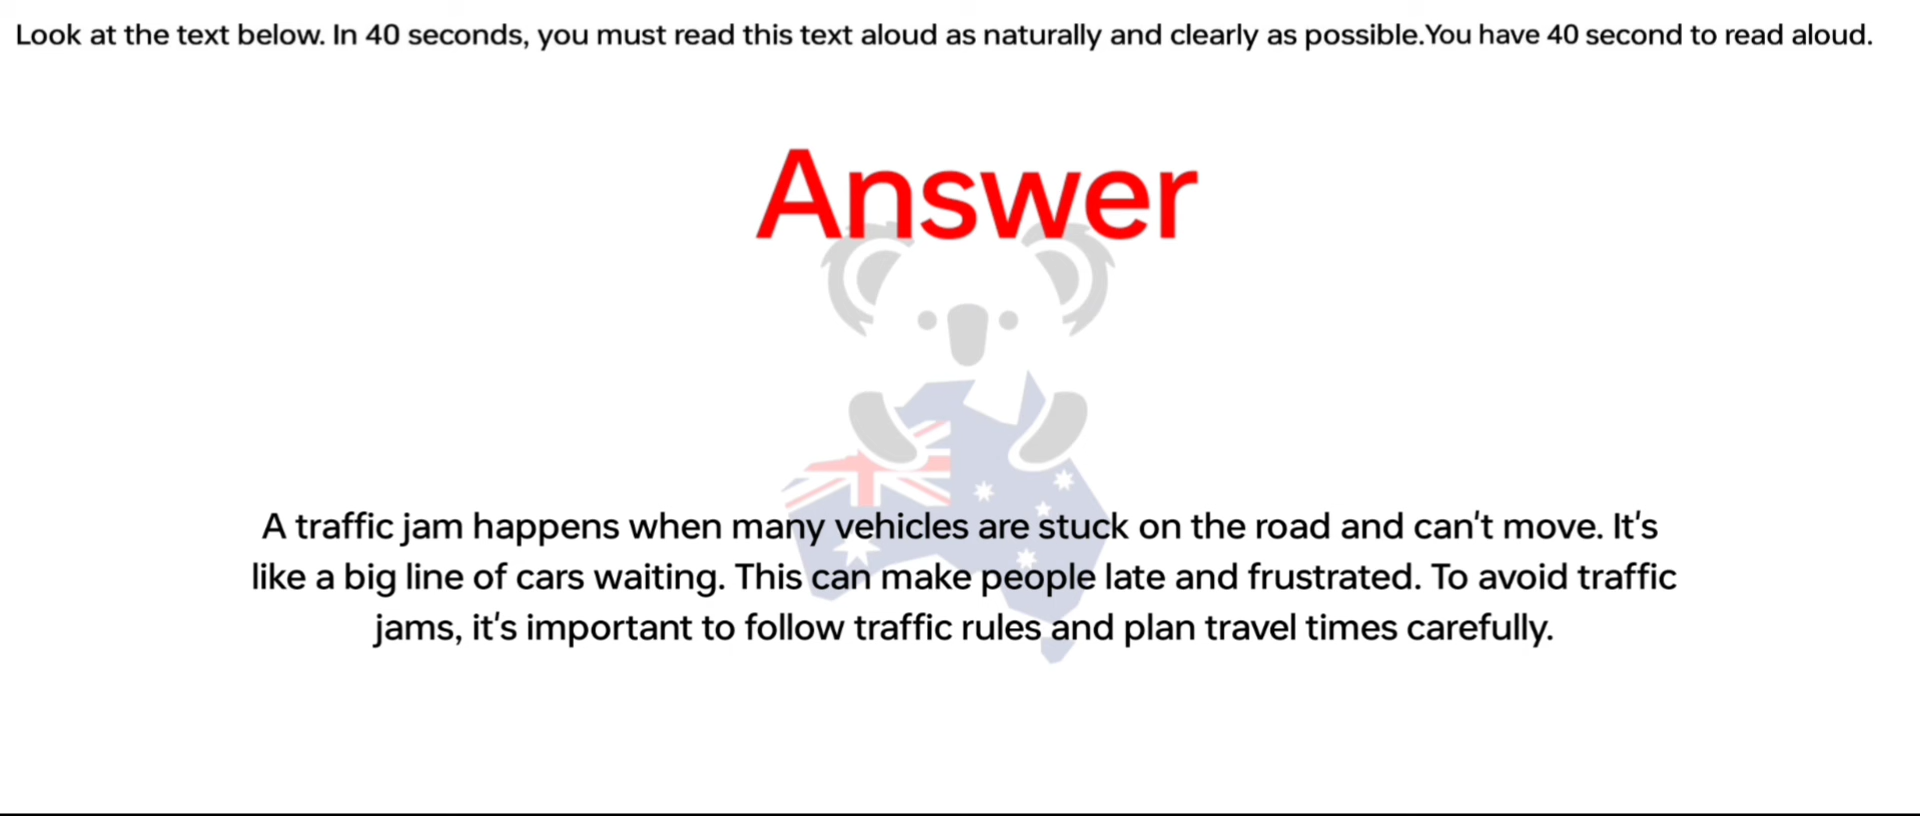 Look at the text below. In 40 seconds, you must read this text aloud as naturally and clearly as possible.You have 40 second to read aloud.
Answer
A traffic jam happens when many vehicles are stuck on the road and can't move. It's
like a big line of cars waiting. This can make people late and frustrated. To avoid traffic
jams, it's important to follow traffic rules and plan travel times carefully.